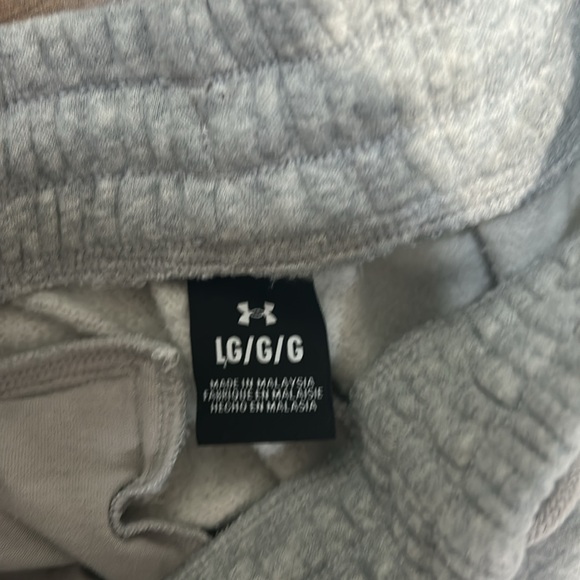 LG/G/G
MADE IN MALAYSIA
FABRIQUÉ EN MALAISIE
HECHO EN MALASIA